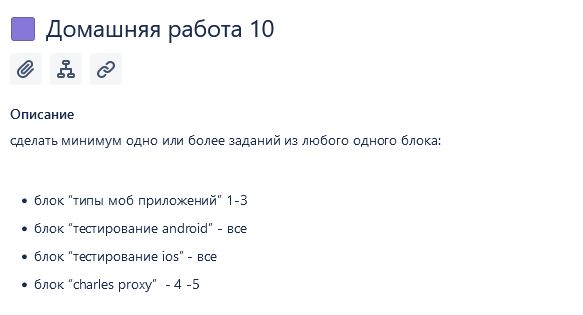 Домашняя работа 10
Описание
сделать минимум одно или более заданий из любого одного блока:
• блок “типы моб приложений” 1-3
• блок “тестирование android” - все
• блок “тестирование ios” - все
• блок “charles proxy”  - 4 -5